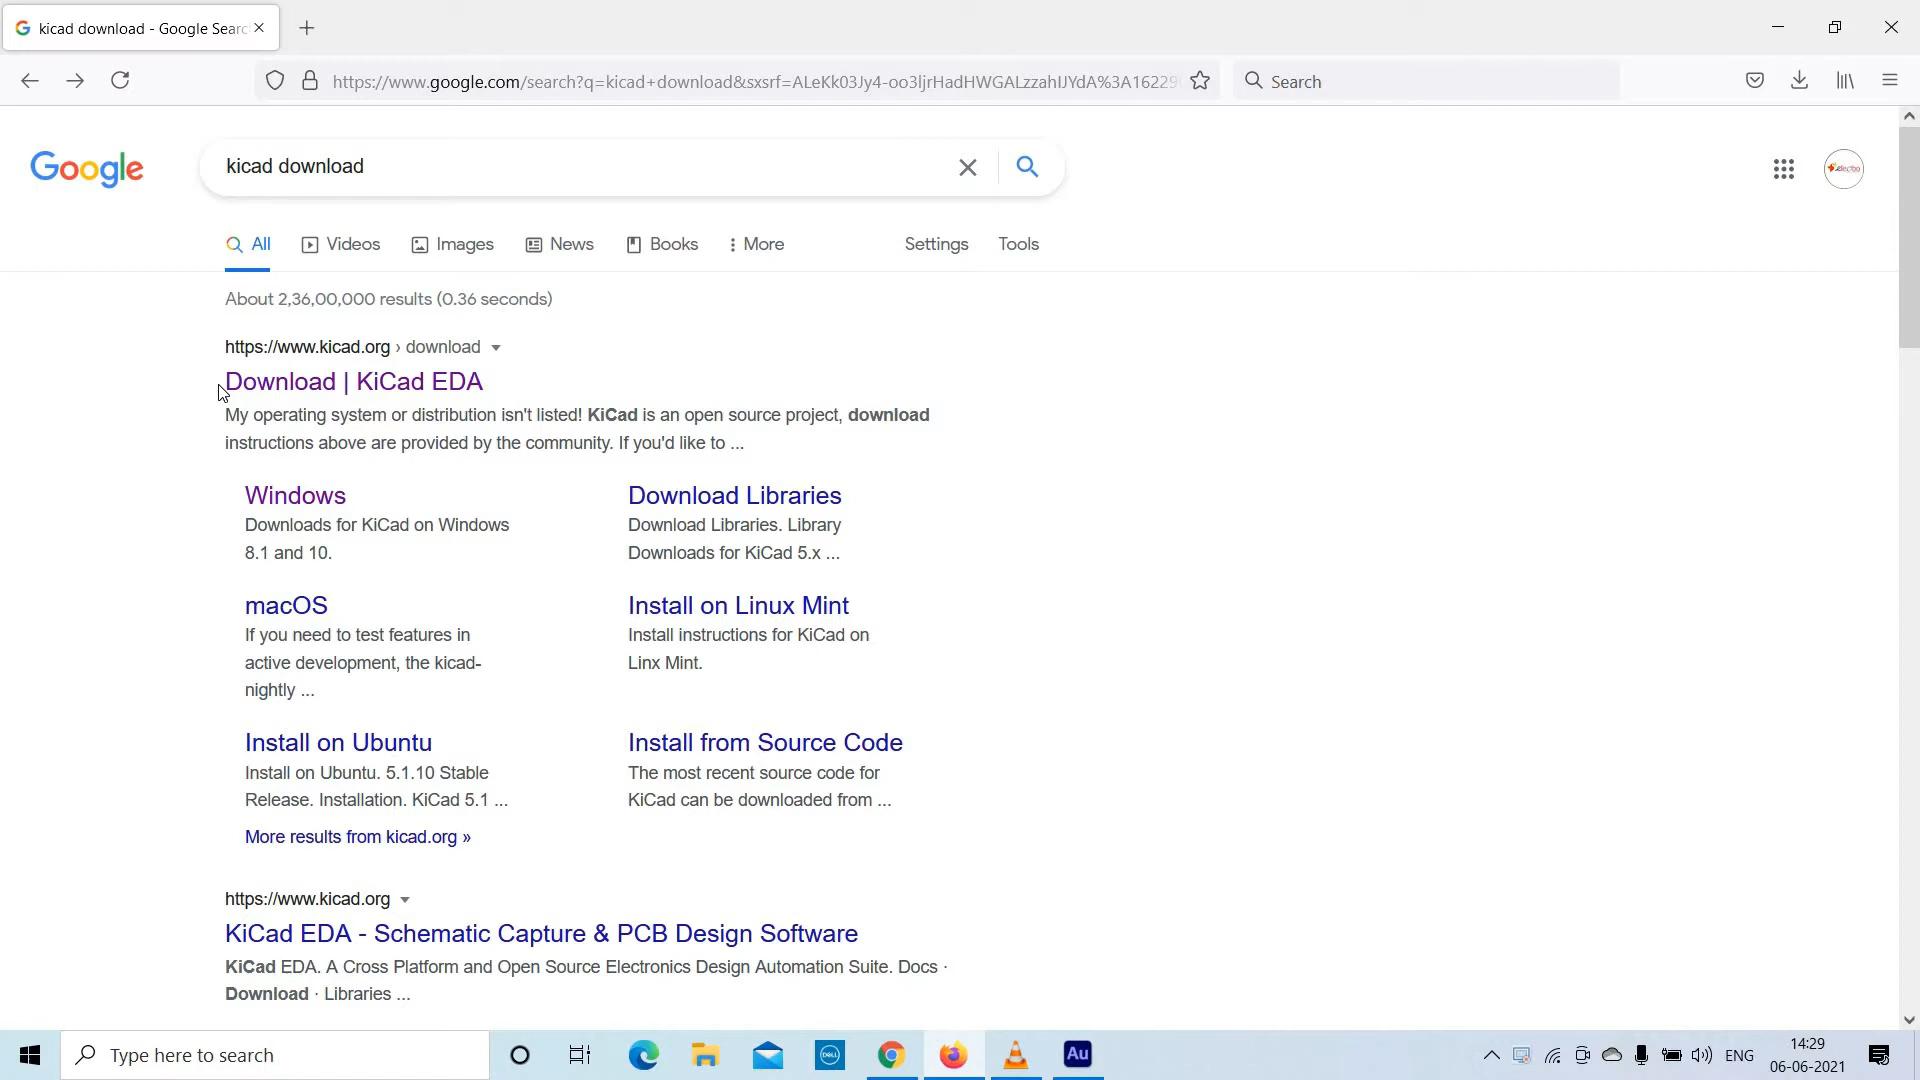 kicad download - Google Searc
https://www.google.com/search?q=kicad+download&sxsrf=ALeKk03Jy4-oo3ljrHadHWGALzzahIJYdA%3A16229
Search
Google
kicad download
All
Videos
Images
News
Books
More
Settings
Tools
About 2,36,00,000 results (0.36 seconds)
https://www.kicad.org › download
Download | KiCad EDA
My operating system or distribution isn't listed! KiCad is an open source project, download
instructions above are provided by the community. If you'd like to ...
Windows
Downloads for KiCad on Windows
8.1 and 10.
Download Libraries
Download Libraries. Library
Downloads for KiCad 5.x ...
macOS
If you need to test features in
active development, the kicad-
nightly ...
Install on Linux Mint
Install instructions for KiCad on
Linx Mint.
Install on Ubuntu
Install on Ubuntu. 5.1.10 Stable
Release. Installation. KiCad 5.1 ...
Install from Source Code
The most recent source code for
KiCad can be downloaded from ...
More results from kicad.org »
https://www.kicad.org
KiCad EDA - Schematic Capture & PCB Design Software
KiCad EDA. A Cross Platform and Open Source Electronics Design Automation Suite. Docs ·
Download · Libraries ...
Type here to search
DELL
Au
ENG
14:29
06-06-2021